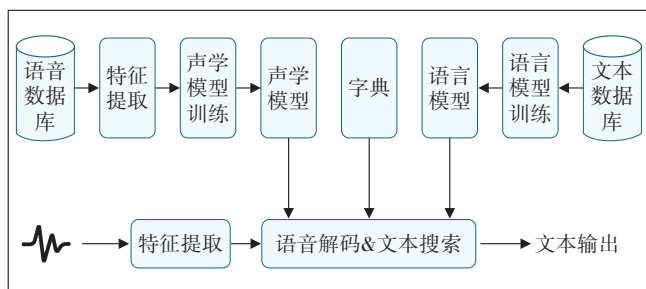 语音
数据
库
特征
提取
声学
模型
训练
声学
模型
字典
语言
模型
语言
模型
训练
文本
数据
库
特征提取
语音解码&文本搜索
文本输出